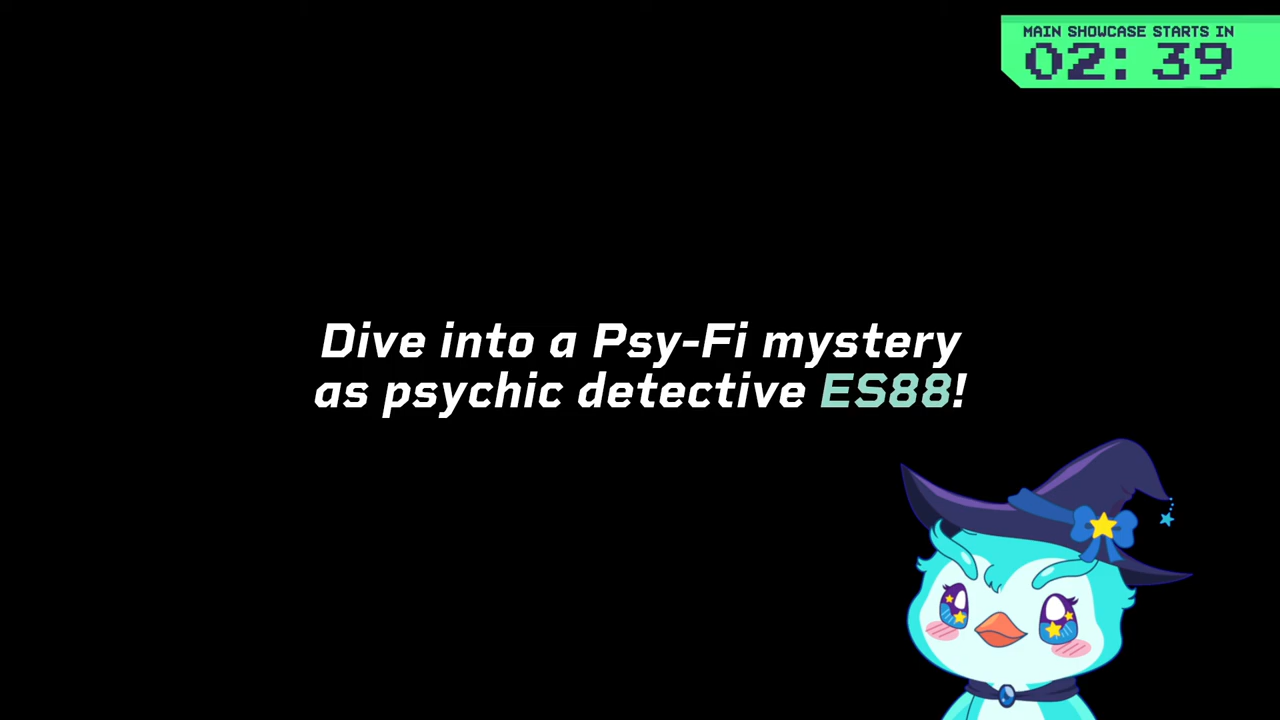 MAIN SHOWCASE STARTS IN
02: 39
Dive into a Psy-Fi mystery
as psychic detective ES88!